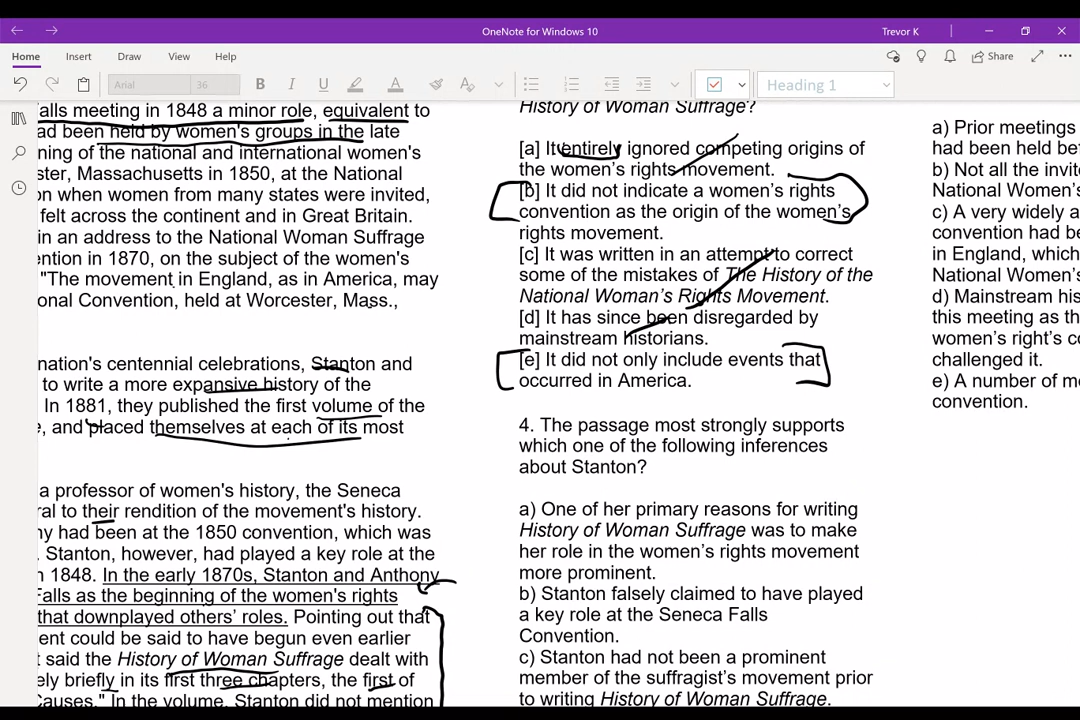 OneNote for Windows 10
Trevor K
Home Insert Draw View Help
Share
Arial 36 B I U A Heading 1
Falls meeting in 1848 a minor role, equivalent to
ad been held by women's groups in the late
ning of the national and international women's
ster, Massachusetts in 1850, at the National
on when women from many states were invited,
felt across the continent and in Great Britain.
in an address to the National Woman Suffrage
ention in 1870, on the subject of the women's
"The movement in England, as in America, may
onal Convention, held at Worcester, Mass.,
nation's centennial celebrations, Stanton and
to write a more expansive history of the
In 1881, they published the first volume of the
e, and placed themselves at each of its most
a professor of women's history, the Seneca
ral to their rendition of the movement's history.
ny had been at the 1850 convention, which was
. Stanton, however, had played a key role at the
n 1848. In the early 1870s, Stanton and Anthony
Falls as the beginning of the women's rights
that downplayed others' roles. Pointing out that
ent could be said to have begun even earlier
t said the History of Woman Suffrage dealt with
ely briefly in its first three chapters, the first of
Causes." In the volume, Stanton did not mention
History of Woman Suffrage?
[a] It entirely ignored competing origins of
the women's rights movement.
[b] It did not indicate a women's rights
convention as the origin of the women's
rights movement.
[c] It was written in an attempt to correct
some of the mistakes of The History of the
National Woman's Rights Movement.
[d] It has since been disregarded by
mainstream historians.
[e] It did not only include events that
occurred in America.
4. The passage most strongly supports
which one of the following inferences
about Stanton?
a) One of her primary reasons for writing
History of Woman Suffrage was to make
her role in the women's rights movement
more prominent.
b) Stanton falsely claimed to have played
a key role at the Seneca Falls
Convention.
c) Stanton had not been a prominent
member of the suffragist's movement prior
to writing History of Woman Suffrage.
a) Prior meetings
had been held be
b) Not all the invite
National Women's
c) A very widely a
convention had be
in England, which
National Women's
d) Mainstream his
this meeting as th
women's right's co
challenged it.
e) A number of me
convention.